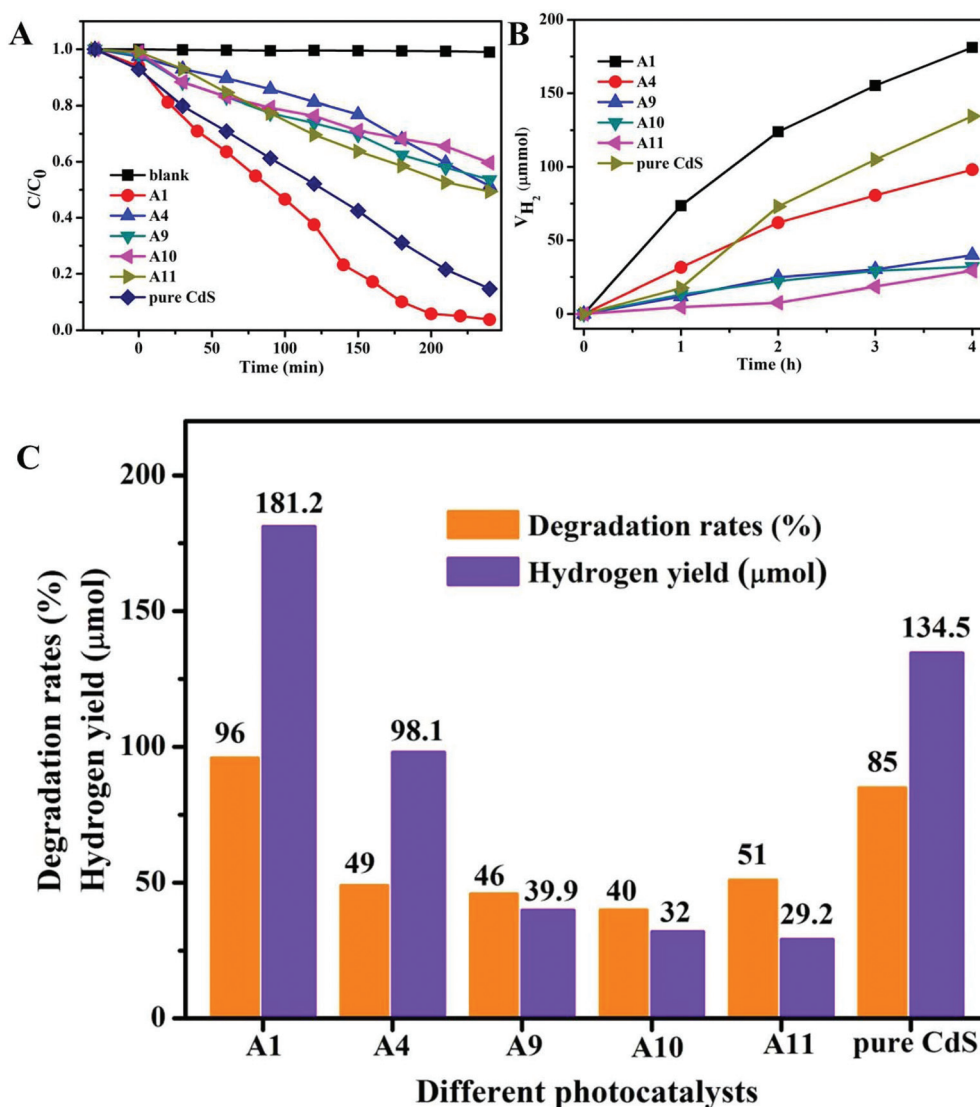 A
1.0
0.8
0.6
0.4
0.2
0.0
C/C0
blank
A1
A4
A9
A10
A11
pure CdS
0 50 100 150 200
Time (min)
B
200
150
100
50
0
VH2 (μmmol)
A1
A4
A9
A10
A11
pure CdS
0 1 2 3 4
Time (h)
C
200
150
100
50
0
Degradation rates (%)
Hydrogen yield (μmol)
Degradation rates (%)
Hydrogen yield (μmol)
96 181.2
49 98.1
46 39.9
40 32
51 29.2
85 134.5
A1 A4 A9 A10 A11 pure CdS
Different photocatalysts